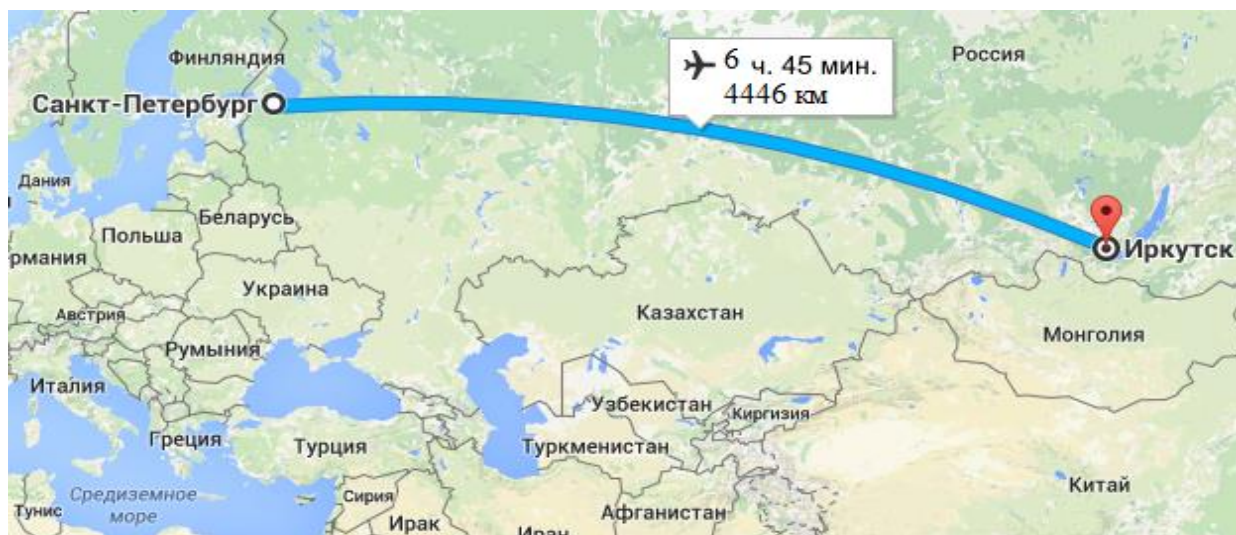 Финляндия
6 ч. 45 мин.
4446 км
Россия
Санкт-Петербург
Дания
Беларусь
Польша
рмания
Иркутск
Украина
Австрия
Казахстан
Монголия
Румыния
Италия
Узбекистан
Киргизия
Греция
Турция
Туркменистан
Китай
Средиземное
море
Сирия
Тунис
Ирак
Афганистан
Иран